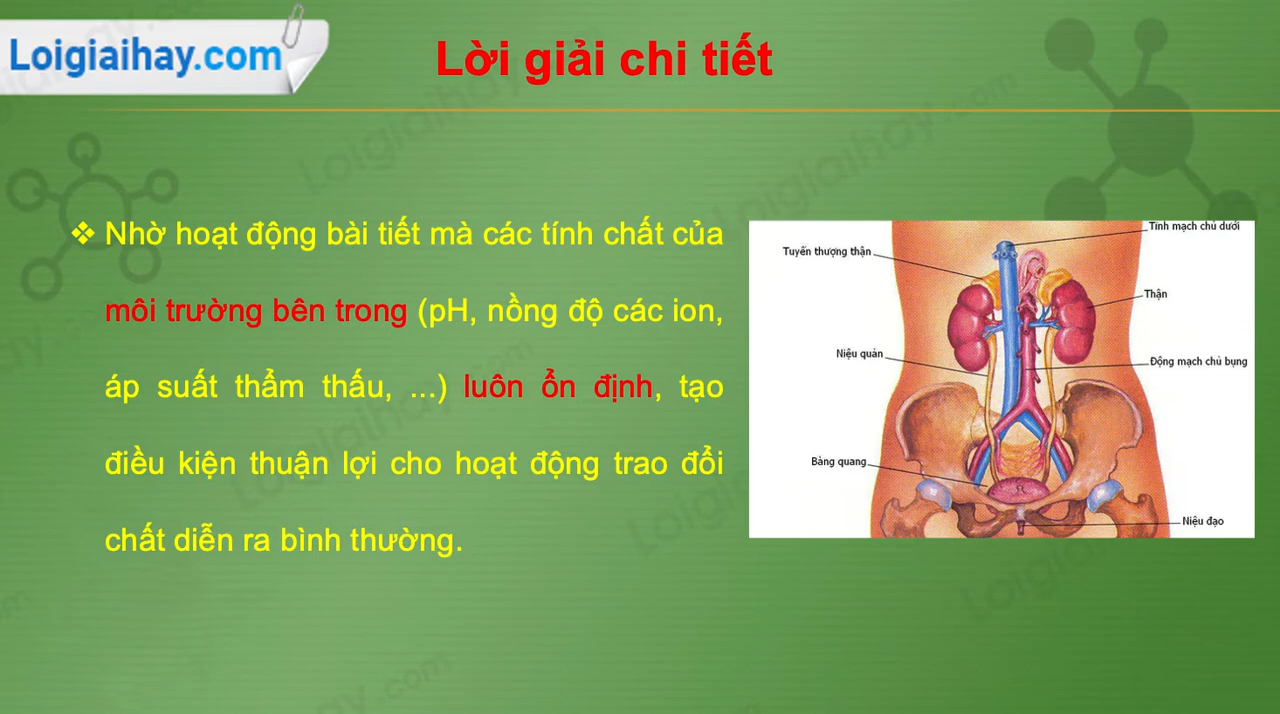 Loigiaihay.com
Lời giải chi tiết
❖ Nhờ hoạt động bài tiết mà các tính chất của
môi trường bên trong (pH, nồng độ các ion,
áp suất thẩm thấu, ...) luôn ổn định, tạo
điều kiện thuận lợi cho hoạt động trao đổi
chất diễn ra bình thường.
Tĩnh mạch chủ dưới
Tuyến thượng thận
Thận
Niệu quản
Động mạch chủ bụng
Bàng quang
Niệu đạo